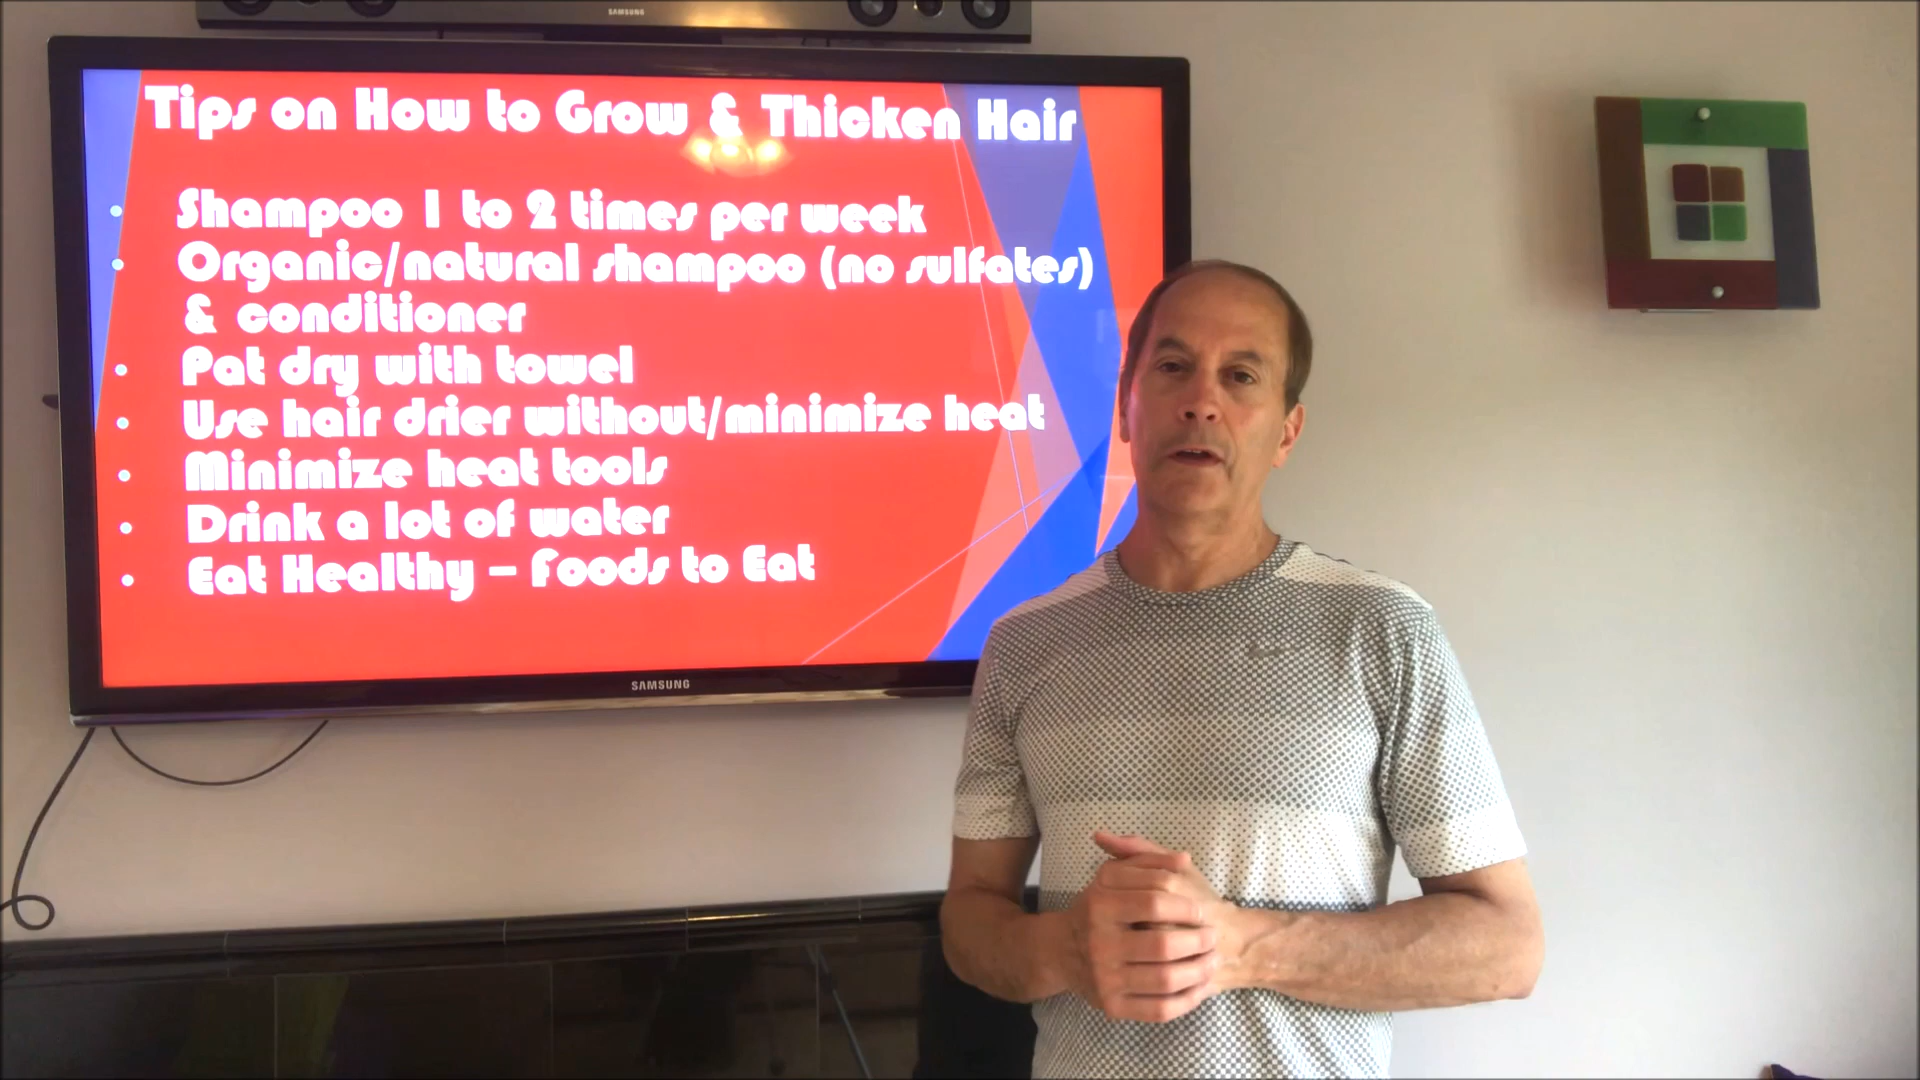 SAMSUNG
Tips on How to Grow & Thicken Hair
• Shampoo 1 to 2 times per week
• Organic/natural shampoo (no sulfates)
& conditioner
• Pat dry with towel
• Use hair drier without/minimize heat
• Minimize heat tools
• Drink a lot of water
• Eat Healthy – Foods to Eat
SAMSUNG